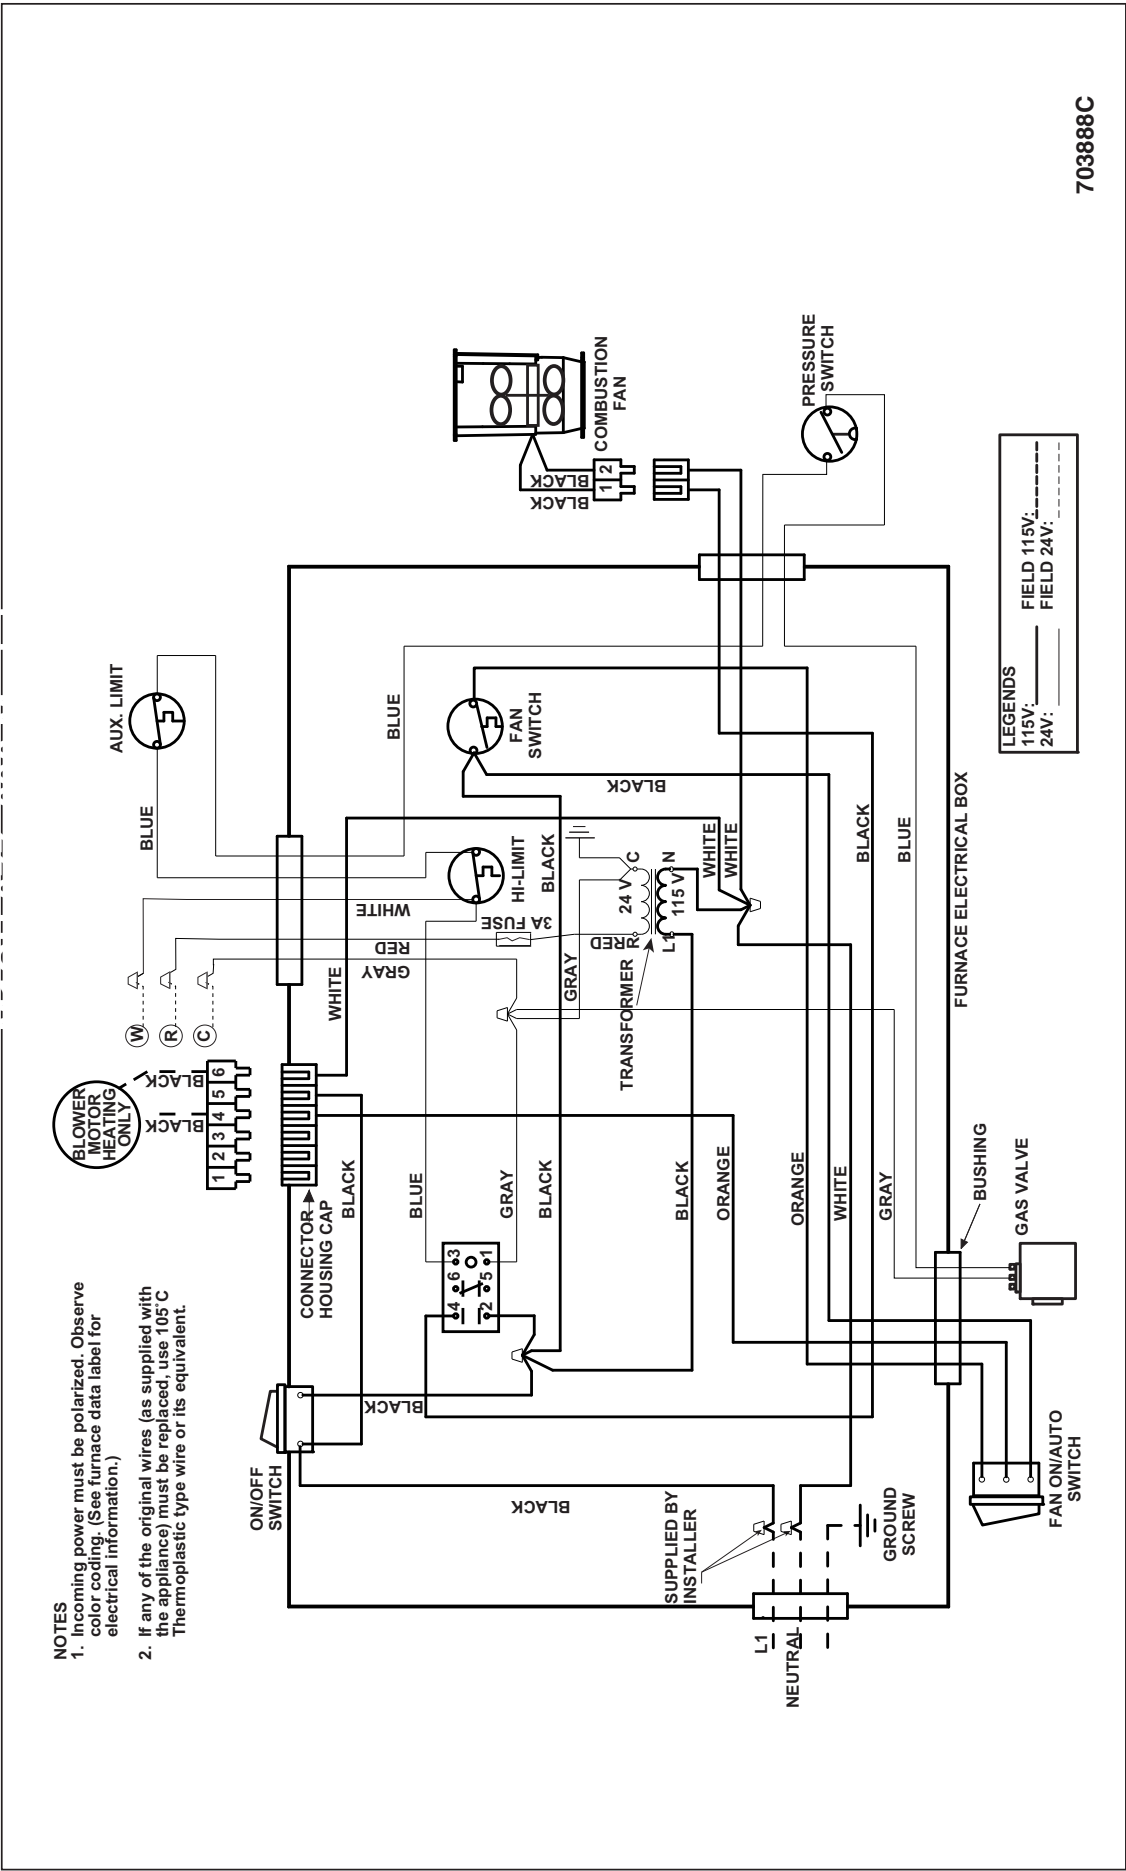 NOTES
1. Incoming power must be polarized. Observe
color coding. (See furnace data label for
electrical information.)
2. If any of the original wires (as supplied with
the appliance) must be replaced, use 105°C
Thermoplastic type wire or its equivalent.
BLOWER
MOTOR
HEATING
ONLY
BLACK
BLACK
1 2 3 4 5 6
W
R
C
AUX. LIMIT
BLUE
ON/OFF
SWITCH
CONNECTOR
HOUSING CAP
BLACK
WHITE
WHITE
RED
GRAY
BLUE
BLACK
BLUE
GRAY
BLACK
4 6 3
2 5 1
3A FUSE
HI-LIMIT
FAN
SWITCH
BLACK
BLACK
GRAY
RED
R
24 V
C
L1
115 V
N
TRANSFORMER
WHITE
WHITE
BLACK
ORANGE
ORANGE
WHITE
GRAY
BLACK
BLUE
BLACK
BLACK
1 2
COMBUSTION
FAN
PRESSURE
SWITCH
BLACK
SUPPLIED BY
INSTALLER
L1
NEUTRAL
GROUND
SCREW
FURNACE ELECTRICAL BOX
BUSHING
GAS VALVE
FAN ON/AUTO
SWITCH
LEGENDS
115V: FIELD 115V:
24V: FIELD 24V:
703888C